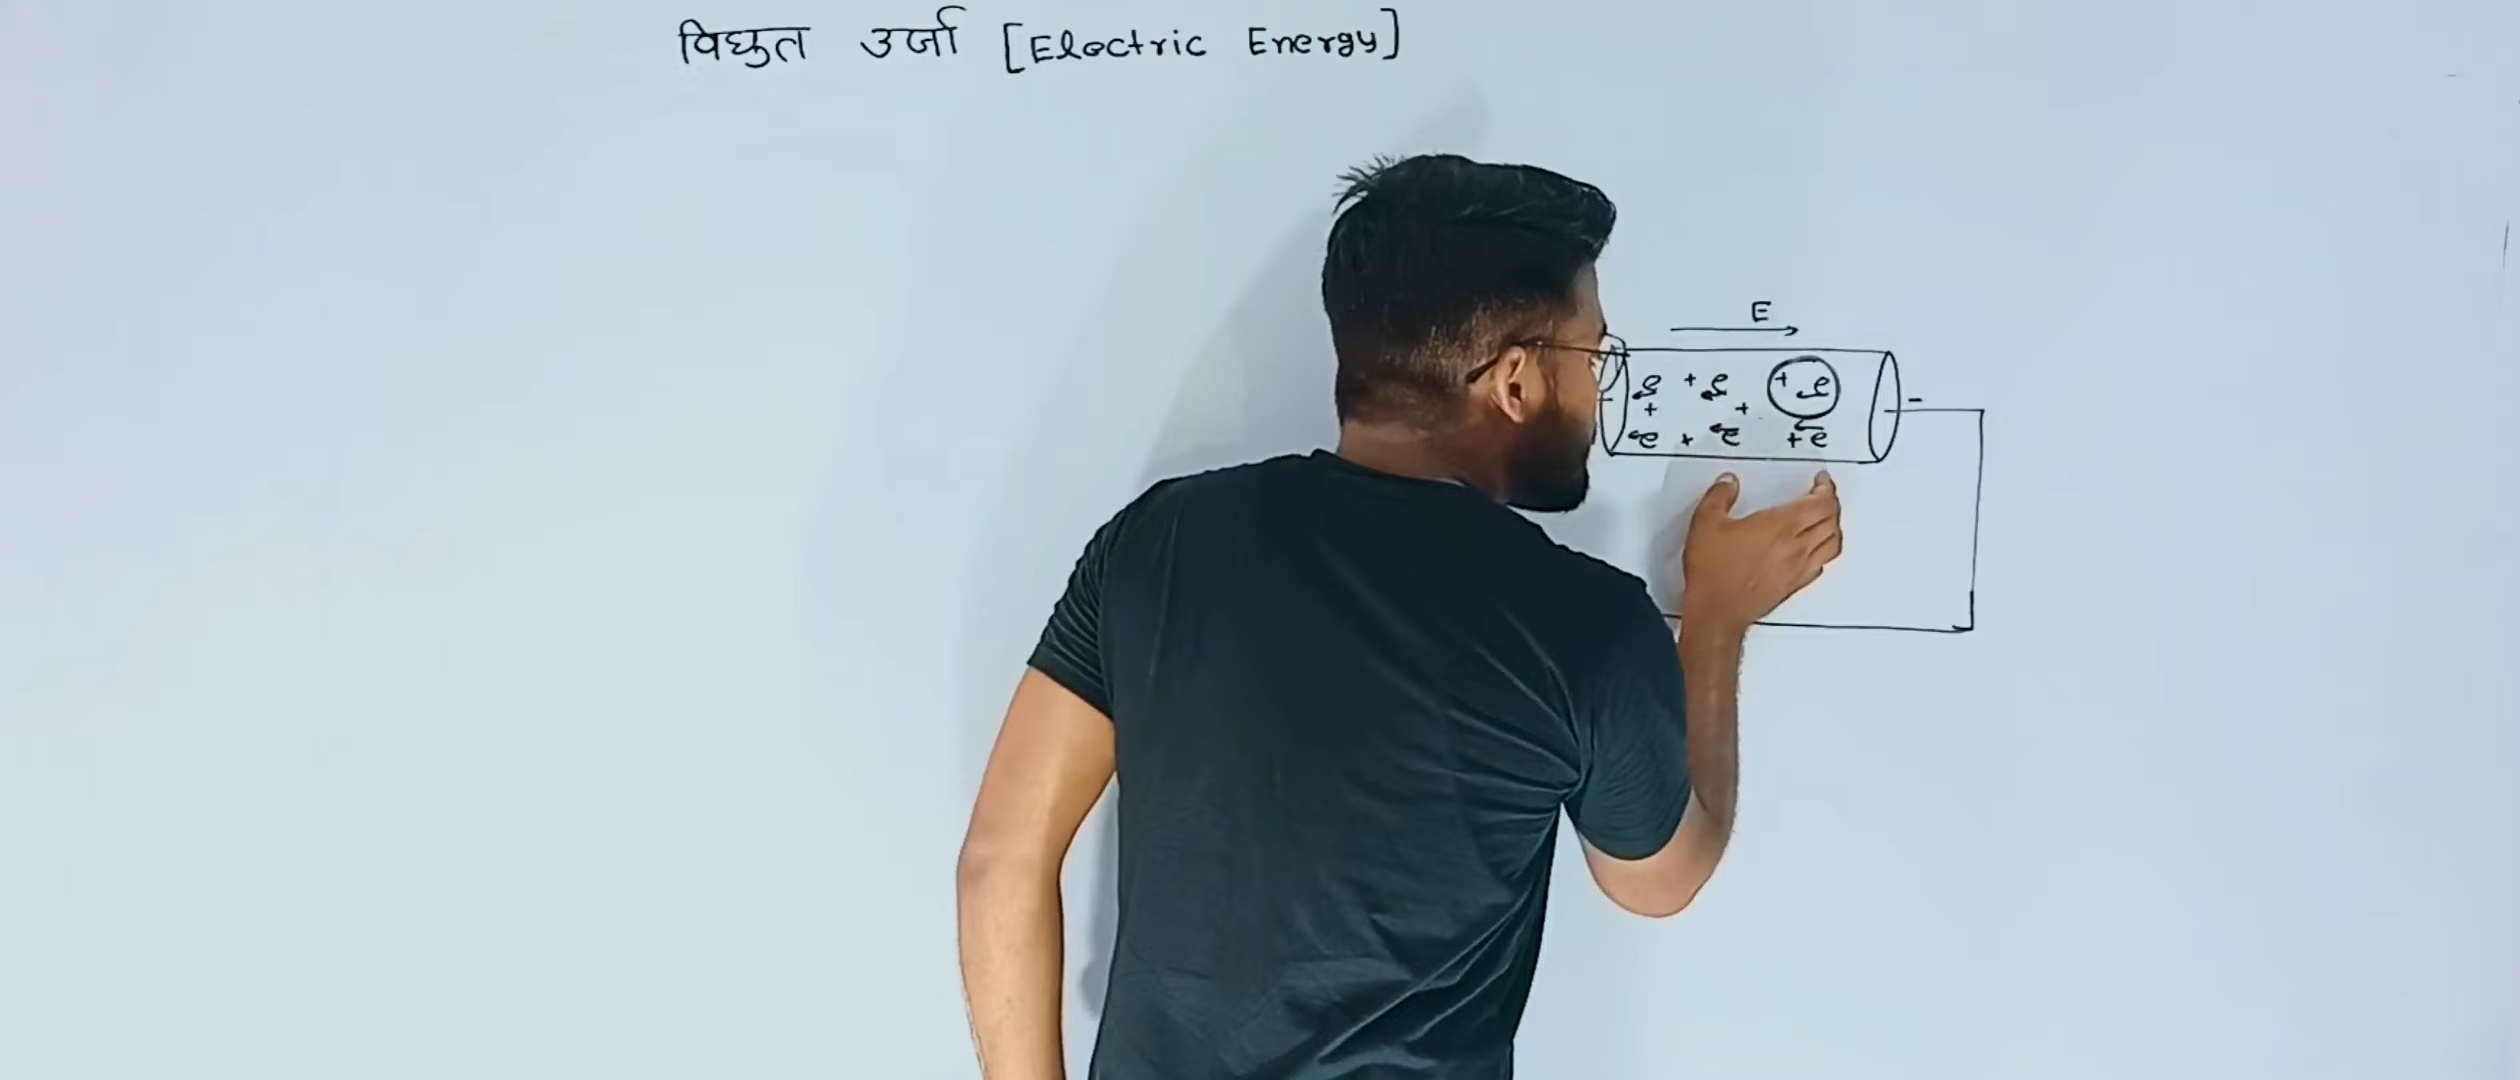 विद्युत उर्जा [Electric Energy]
E
e + e + e -
+ +
e + e + e